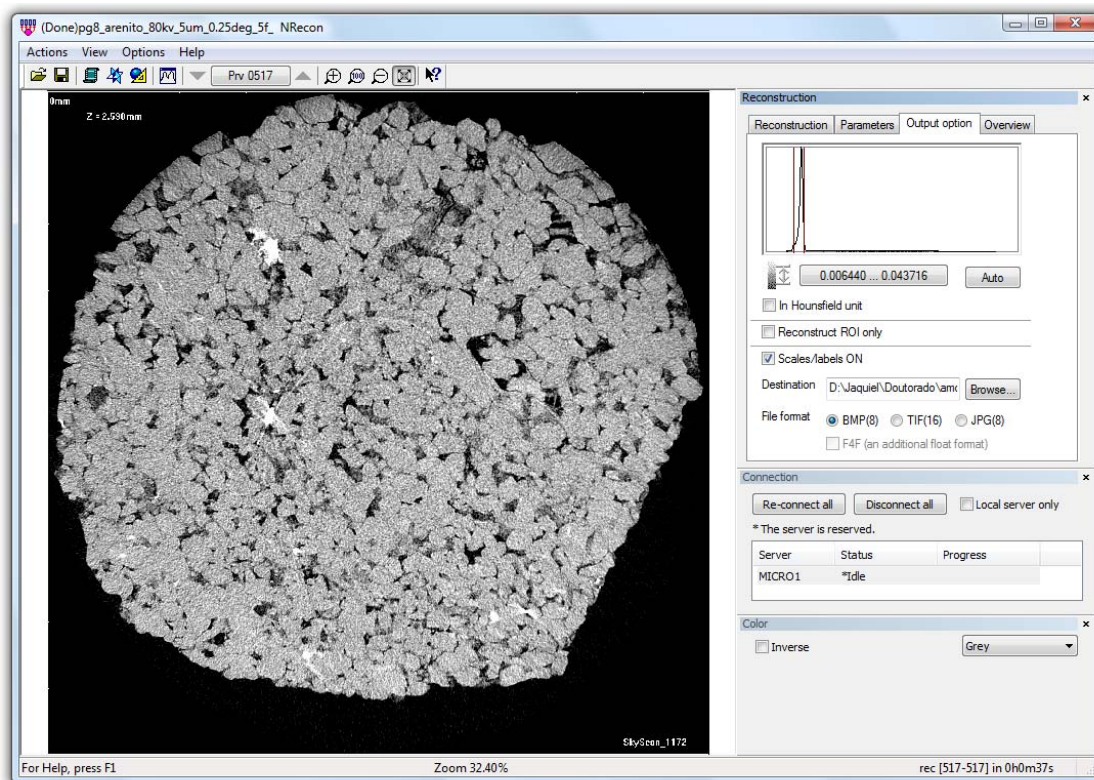 (Done)pg8_arenito_80kv_5um_0.25deg_5f_ NRecon
Actions View Options Help
Prv 0517
100
0mm
Z = 2.590mm
SkyScan_1172
Reconstruction
Reconstruction Parameters Output option Overview
0.006440 ... 0.043716 Auto
In Hounsfield unit
Reconstruct ROI only
Scales/labels ON
Destination D:\Jaquiel\Doutorado\amo Browse...
File format BMP(8) TIF(16) JPG(8)
F4F (an additional float format)
Connection
Re-connect all Disconnect all Local server only
* The server is reserved.
Server Status Progress
MICRO1 *Idle
Color
Inverse Grey
For Help, press F1 Zoom 32.40% rec [517-517] in 0h0m37s